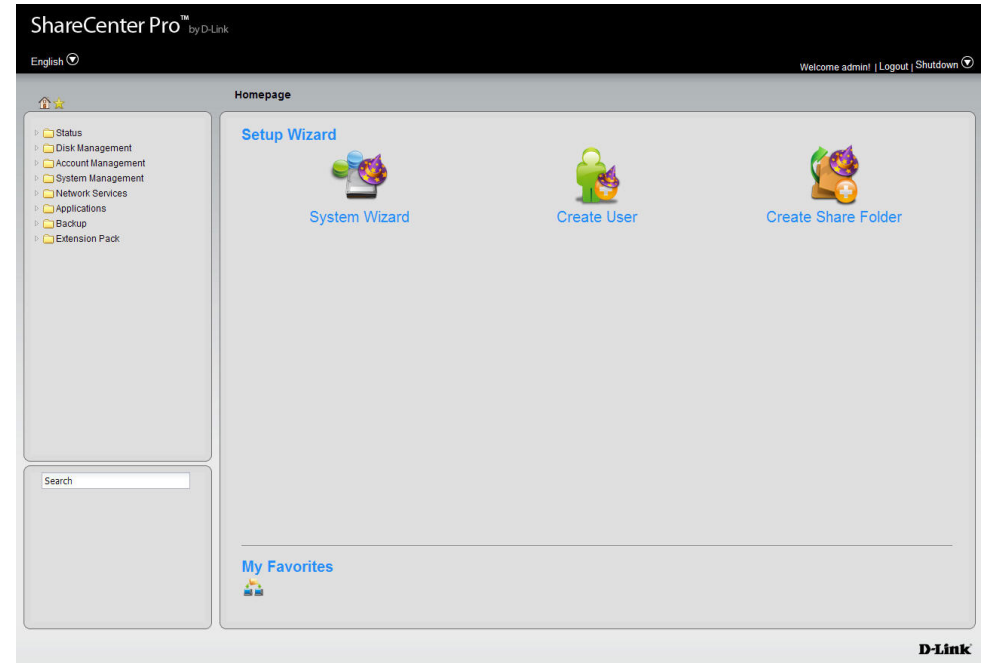 ShareCenter Pro™ by D-Link
English
Welcome admin! | Logout | Shutdown
Homepage
Status
Disk Management
Account Management
System Management
Network Services
Applications
Backup
Extension Pack
Search
Setup Wizard
System Wizard
Create User
Create Share Folder
My Favorites
D-Link